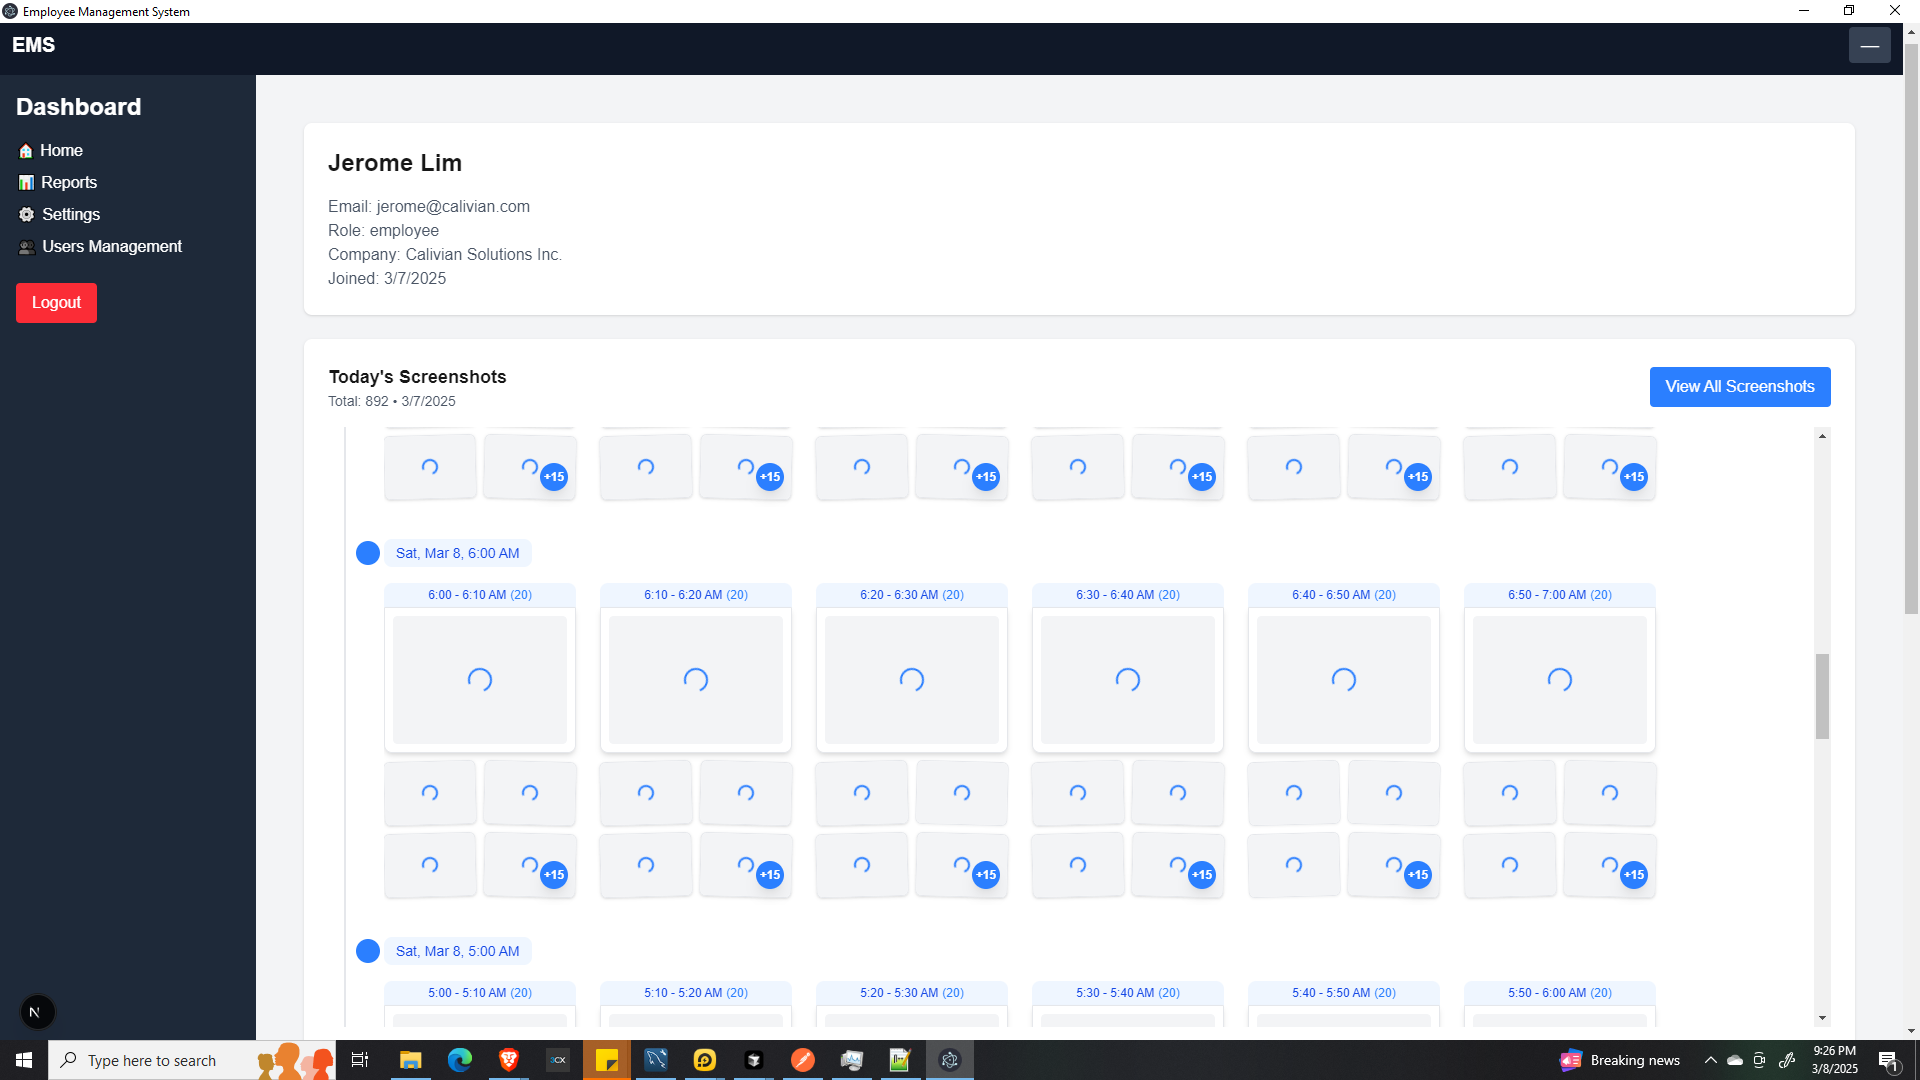 Employee Management System
EMS
Dashboard
Home
Reports
Settings
Users Management
Logout
Jerome Lim
Email: jerome@calivian.com
Role: employee
Company: Calivian Solutions Inc.
Joined: 3/7/2025
Today's Screenshots
Total: 892 • 3/7/2025
View All Screenshots
+15 +15 +15 +15 +15 +15
Sat, Mar 8, 6:00 AM
6:00 - 6:10 AM (20) 6:10 - 6:20 AM (20) 6:20 - 6:30 AM (20) 6:30 - 6:40 AM (20) 6:40 - 6:50 AM (20) 6:50 - 7:00 AM (20)
+15 +15 +15 +15 +15 +15
Sat, Mar 8, 5:00 AM
5:00 - 5:10 AM (20) 5:10 - 5:20 AM (20) 5:20 - 5:30 AM (20) 5:30 - 5:40 AM (20) 5:40 - 5:50 AM (20) 5:50 - 6:00 AM (20)
N
Type here to search
Breaking news
9:26 PM
3/8/2025
1